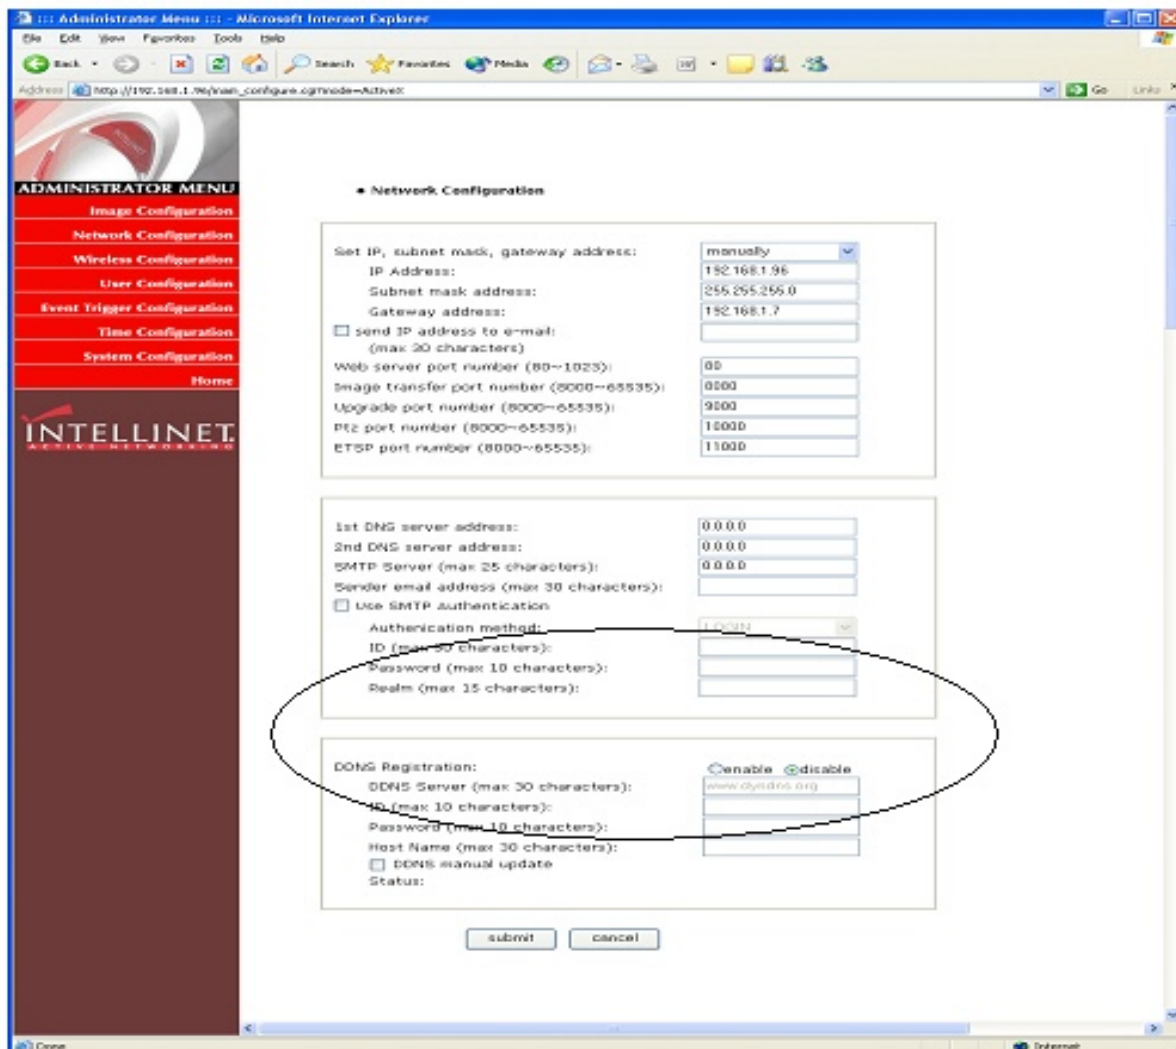 ::: Administrator Menu ::: - Microsoft Internet Explorer
File Edit View Favorites Tools Help
Back Search Favorites Media
Address http://192.168.1.96/main_configure.cgi?mode=ActiveX Go Links
INTELLINET
ADMINISTRATOR MENU
Image Configuration
Network Configuration
Wireless Configuration
User Configuration
Event Trigger Configuration
Time Configuration
System Configuration
Home
INTELLINET
ACTIVE NETWORKING
• Network Configuration
Set IP, subnet mask, gateway address: manually
IP Address: 192.168.1.96
Subnet mask address: 255.255.255.0
Gateway address: 192.168.1.7
send IP address to e-mail:
(max 30 characters)
Web server port number (80~1023): 80
Image transfer port number (8000~65535): 8000
Upgrade port number (8000~65535): 9000
Ptz port number (8000~65535): 10000
ETSP port number (8000~65535): 11000
1st DNS server address: 0.0.0.0
2nd DNS server address: 0.0.0.0
SMTP Server (max 25 characters): 0.0.0.0
Sender email address (max 30 characters):
Use SMTP Authentication
Authenication method: LOGIN
ID (max 30 characters):
Password (max 10 characters):
Realm (max 15 characters):
DDNS Registration: enable disable
DDNS Server (max 30 characters): www.dyndns.org
ID (max 10 characters):
Password (max 10 characters):
Host Name (max 30 characters):
DDNS manual update
Status:
submit cancel
Done Internet